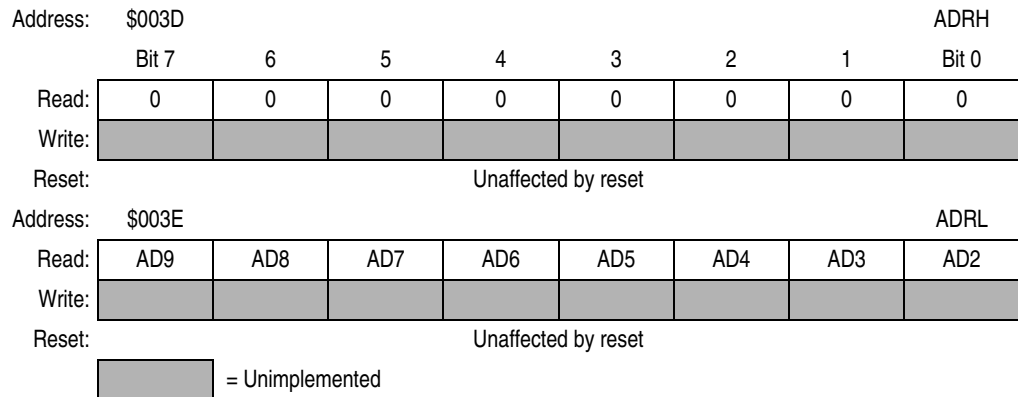 Address: $003D ADRH
Bit 7 6 5 4 3 2 1 Bit 0
Read: 0 0 0 0 0 0 0 0
Write:
Reset: Unaffected by reset
Address: $003E ADRL
Read: AD9 AD8 AD7 AD6 AD5 AD4 AD3 AD2
Write:
Reset: Unaffected by reset
= Unimplemented